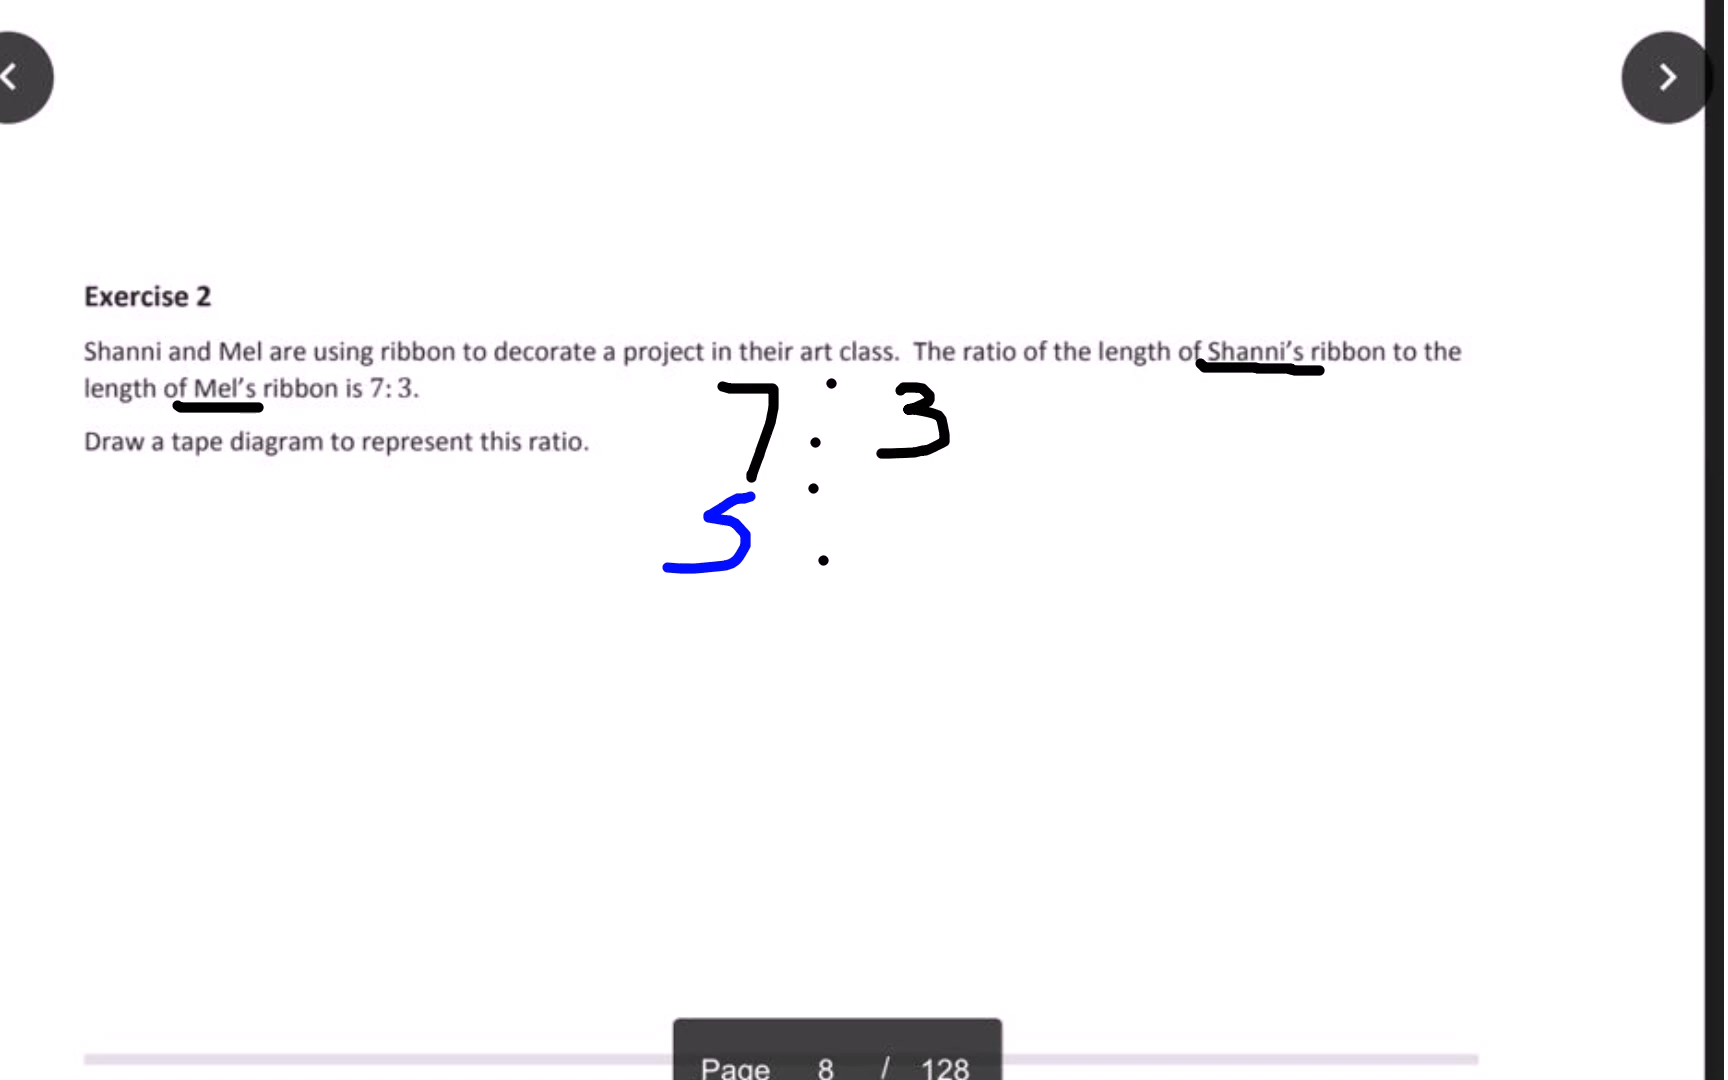 Exercise 2
Shanni and Mel are using ribbon to decorate a project in their art class. The ratio of the length of Shanni's ribbon to the
length of Mel's ribbon is 7: 3.
7 : 3
Draw a tape diagram to represent this ratio.
S :
Page 8 / 128